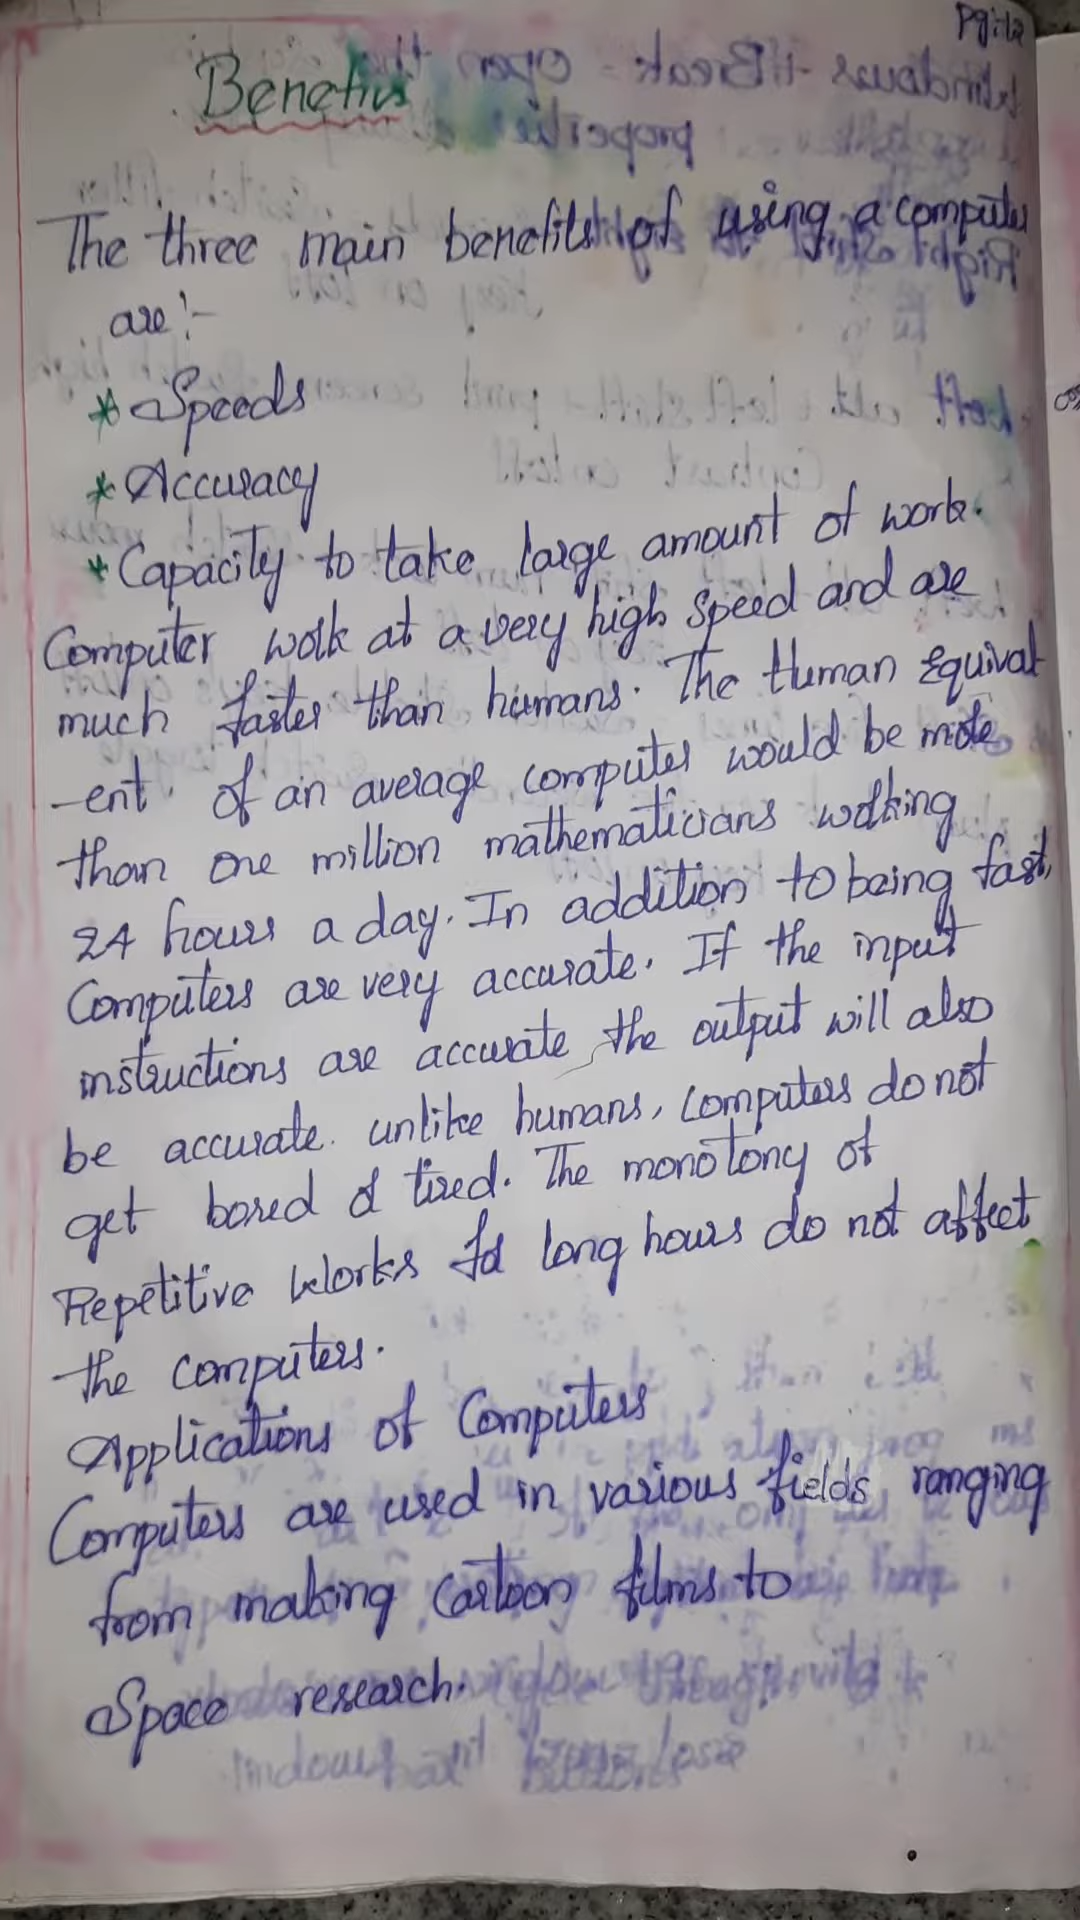 Benefits
The three main benefits of using a computer
are:-
* Speeds
* Accuracy
* Capacity to take large amount of work.
Computer work at a very high speed and are
much faster than humans. The Human Equival
-ent of an average computer would be more
than one million mathematicians working
24 hours a day. In addition to being fast,
Computers are very accurate. If the input
instructions are accurate, the output will also
be accurate. unlike humans, computers do not
get bored or tired. The monotony of
Repetitive Works for long hours do not affect
the computers.
Applications of Computers
Computers are used in various fields ranging
from making cartoon films to
Space research.